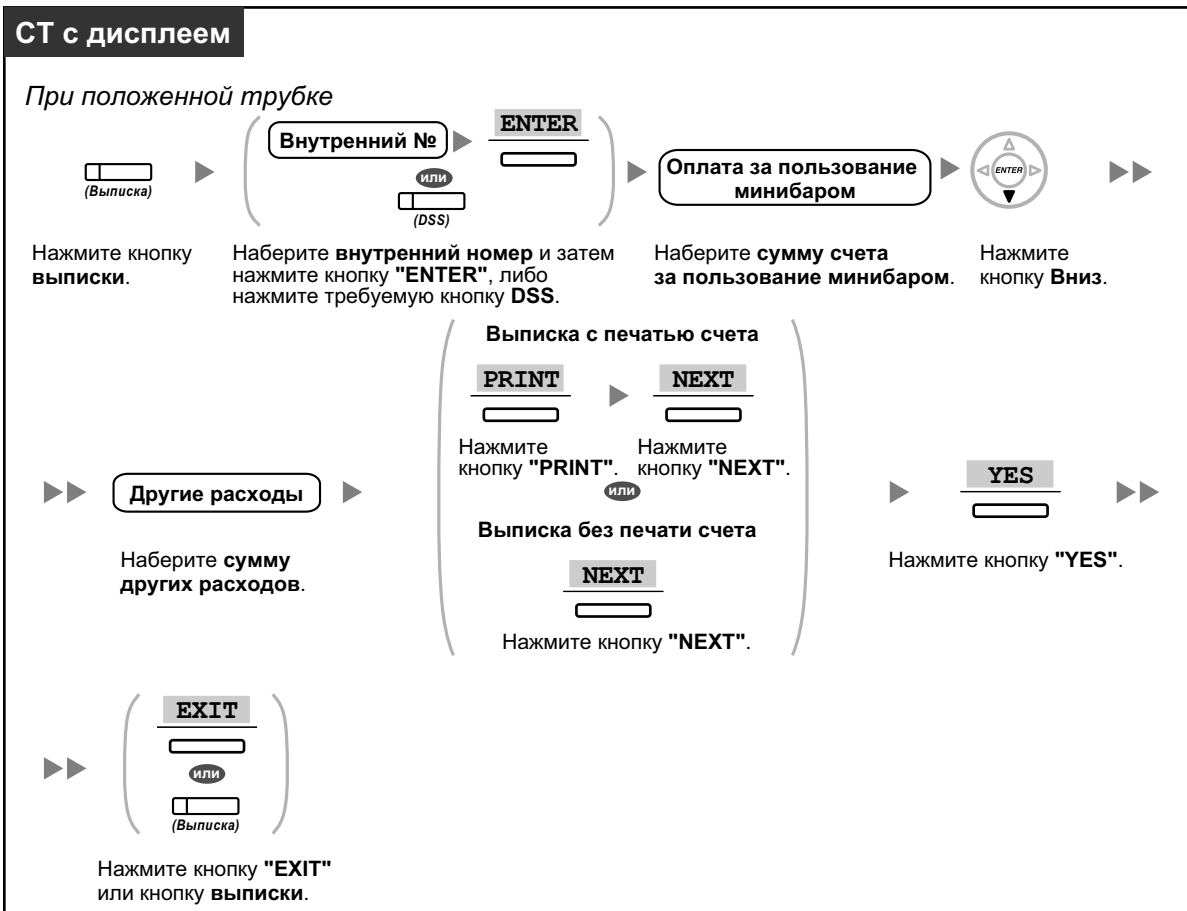 СТ с дисплеем
При положенной трубке
(Выписка)
Внутренний №
ENTER
или
(DSS)
Оплата за пользование
минибаром
ENTER
Нажмите кнопку
выписки.
Наберите внутренний номер и затем
нажмите кнопку "ENTER", либо
нажмите требуемую кнопку DSS.
Наберите сумму счета
за пользование минибаром.
Нажмите
кнопку Вниз.
Другие расходы
Наберите сумму
других расходов.
Выписка с печатью счета
PRINT
NEXT
Нажмите
кнопку "PRINT".
Нажмите
кнопку "NEXT".
или
Выписка без печати счета
NEXT
Нажмите кнопку "NEXT".
YES
Нажмите кнопку "YES".
EXIT
или
(Выписка)
Нажмите кнопку "EXIT"
или кнопку выписки.